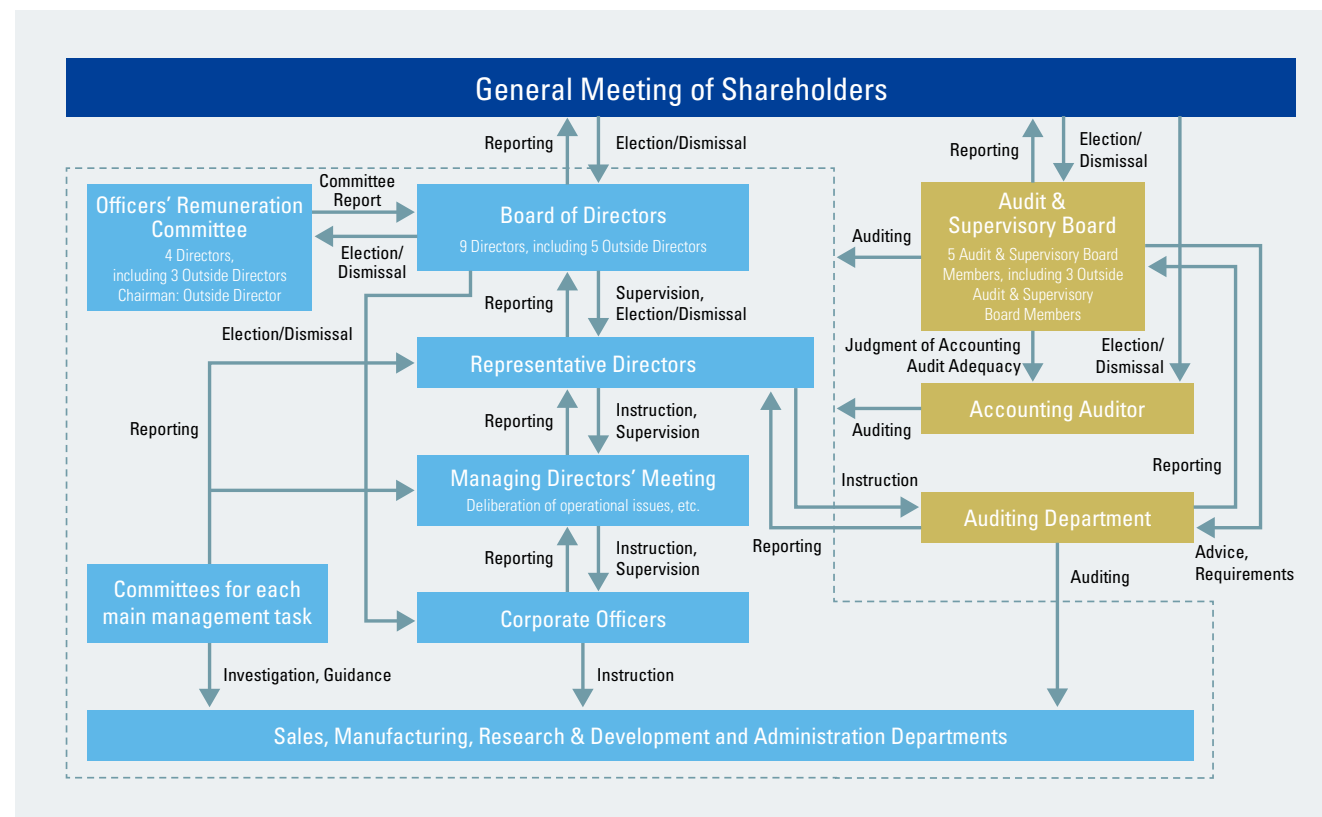 General Meeting of Shareholders
Reporting
Election/Dismissal
Reporting
Election/
Dismissal
Officers' Remuneration
Committee
4 Directors,
including 3 Outside Directors
Chairman: Outside Director
Committee
Report
Election/
Dismissal
Board of Directors
9 Directors, including 5 Outside Directors
Auditing
Audit &
Supervisory Board
5 Audit & Supervisory Board
Members, including 3 Outside
Audit & Supervisory
Board Members
Reporting
Supervision,
Election/Dismissal
Election/Dismissal
Representative Directors
Judgment of Accounting
Audit Adequacy
Election/
Dismissal
Accounting Auditor
Auditing
Reporting
Reporting
Instruction,
Supervision
Managing Directors' Meeting
Deliberation of operational issues, etc.
Instruction
Reporting
Auditing Department
Reporting
Advice,
Requirements
Reporting
Instruction,
Supervision
Auditing
Committees for each
main management task
Corporate Officers
Investigation, Guidance
Instruction
Sales, Manufacturing, Research & Development and Administration Departments